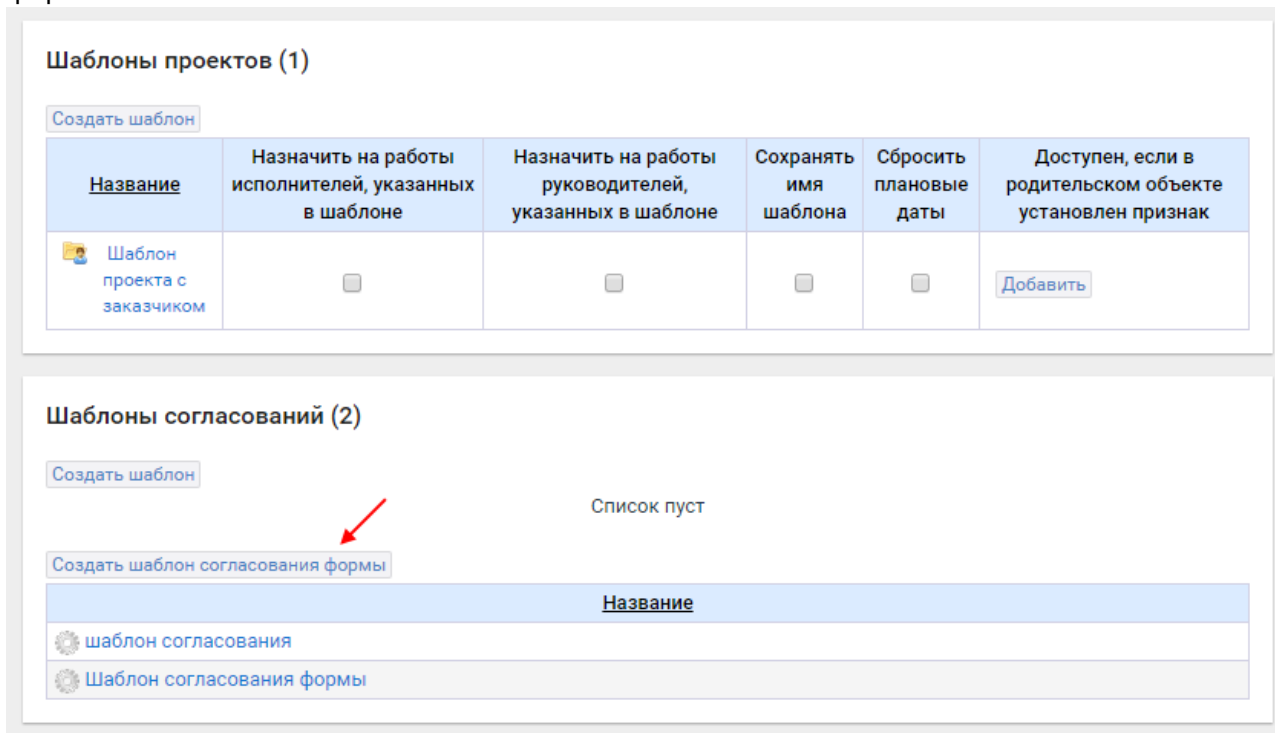 Шаблоны проектов (1)
Создать шаблон
Название
Назначить на работы
исполнителей, указанных
в шаблоне
Назначить на работы
руководителей,
указанных в шаблоне
Сохранять
имя
шаблона
Сбросить
плановые
даты
Доступен, если в
родительском объекте
установлен признак
Шаблон
проекта с
заказчиком
Добавить
Шаблоны согласований (2)
Создать шаблон
Список пуст
Создать шаблон согласования формы
Название
шаблон согласования
Шаблон согласования формы